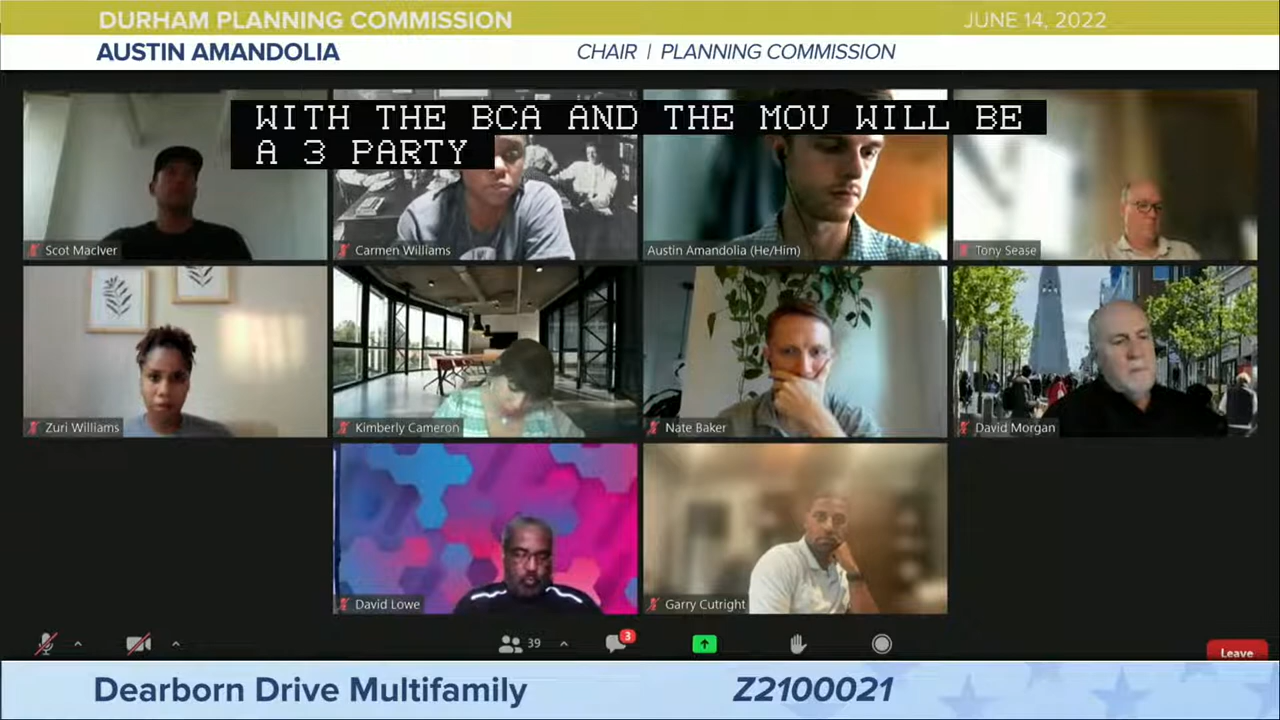 DURHAM PLANNING COMMISSION
JUNE 14, 2022
AUSTIN AMANDOLIA
CHAIR | PLANNING COMMISSION
WITH THE BCA AND THE MOU WILL BE
A 3 PARTY
Scot MacIver
Carmen Williams
Austin Amandolia (He/Him)
Tony Sease
Zuri Williams
Kimberly Cameron
Nate Baker
David Morgan
David Lowe
Garry Cutright
39
3
Leave
Dearborn Drive Multifamily
Z2100021